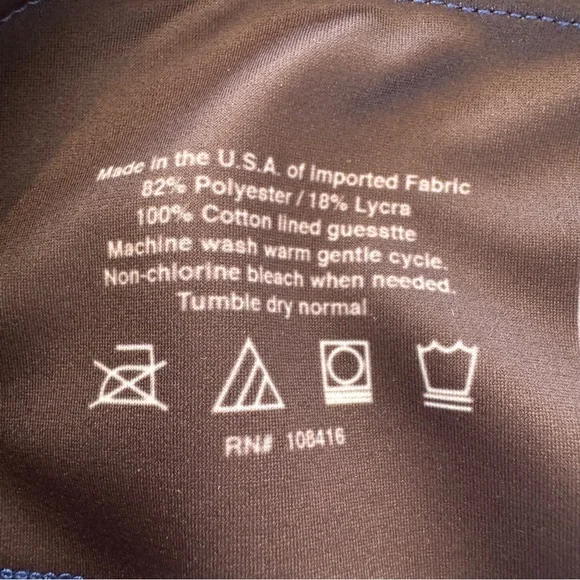 Made in the U.S.A. of Imported Fabric
82% Polyester / 18% Lycra
100% Cotton lined guesstte
Machine wash warm gentle cycle.
Non-chlorine bleach when needed.
Tumble dry normal
RN# 108416